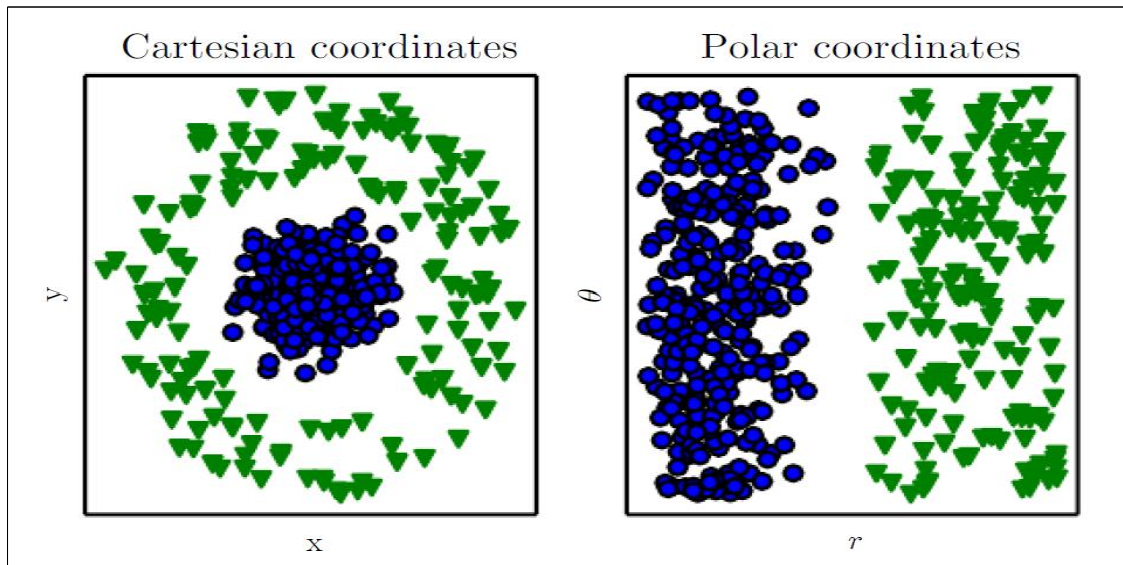 Cartesian coordinates
Polar coordinates
y
x
θ
r